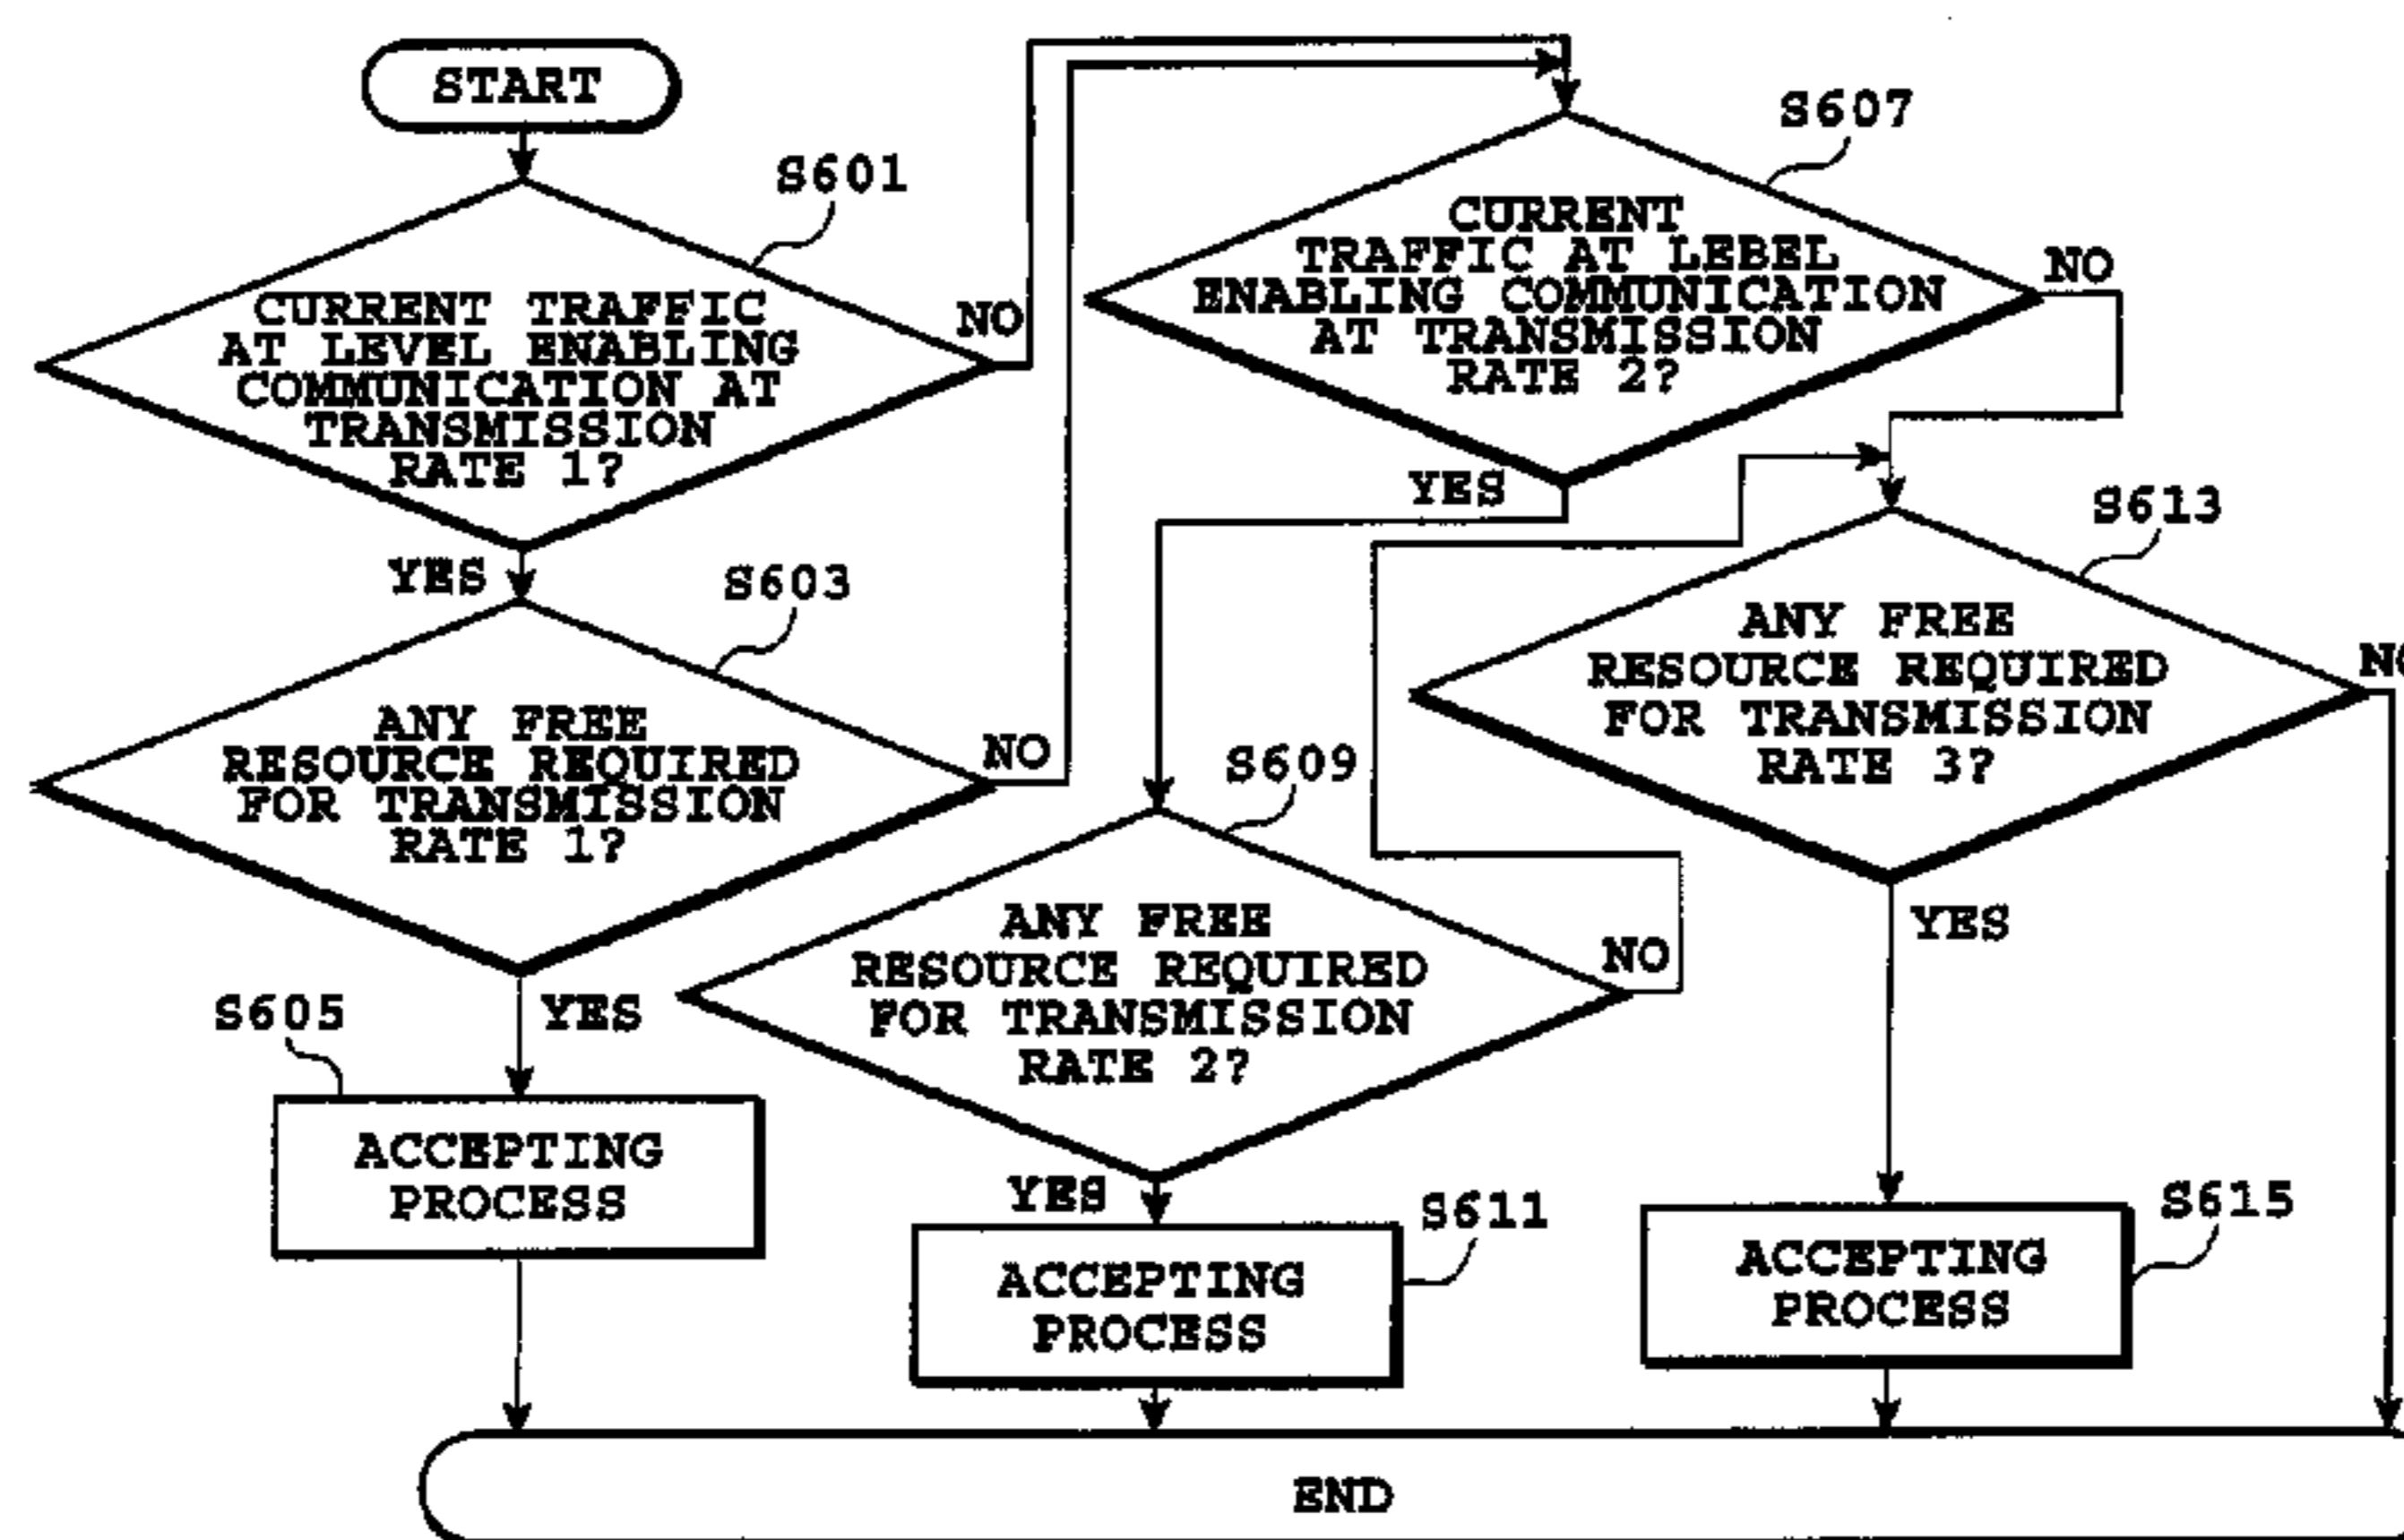 START
S601
CURRENT TRAFFIC
AT LEVEL ENABLING
COMMUNICATION AT
TRANSMISSION
RATE 1?
NO
YES
S603
ANY FREE
RESOURCE REQUIRED
FOR TRANSMISSION
RATE 1?
NO
YES
S605
ACCEPTING
PROCESS
S607
CURRENT
TRAFFIC AT LEBEL
ENABLING COMMUNICATION
AT TRANSMISSION
RATE 2?
NO
YES
S609
ANY FREE
RESOURCE REQUIRED
FOR TRANSMISSION
RATE 2?
NO
YES
S611
ACCEPTING
PROCESS
S613
ANY FREE
RESOURCE REQUIRED
FOR TRANSMISSION
RATE 3?
NO
YES
S615
ACCEPTING
PROCESS
END